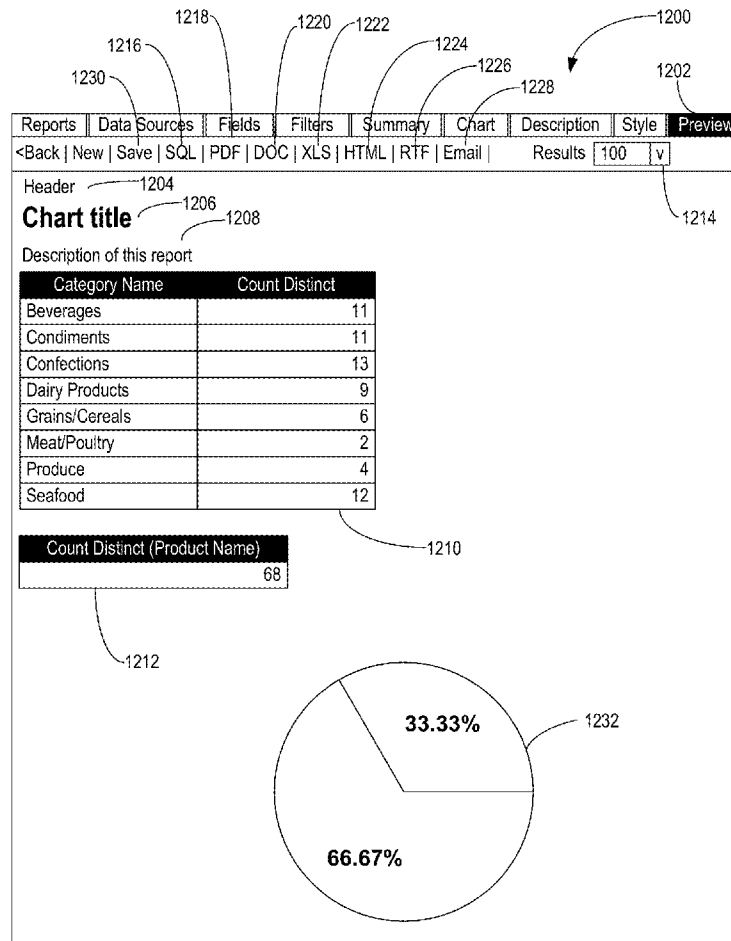 1218 1220 1222 1200
1216 1224
1230 1226 1202
1228
Reports Data Sources Fields Filters Summary Chart Description Style Preview
<Back | New | Save | SQL | PDF | DOC | XLS | HTML | RTF | Email | Results 100 v
Header 1204
1206
Chart title 1208 1214
Description of this report
Category Name Count Distinct
Beverages 11
Condiments 11
Confections 13
Dairy Products 9
Grains/Cereals 6
Meat/Poultry 2
Produce 4
Seafood 12
1210
Count Distinct (Product Name)
68
1212
33.33% 1232
66.67%